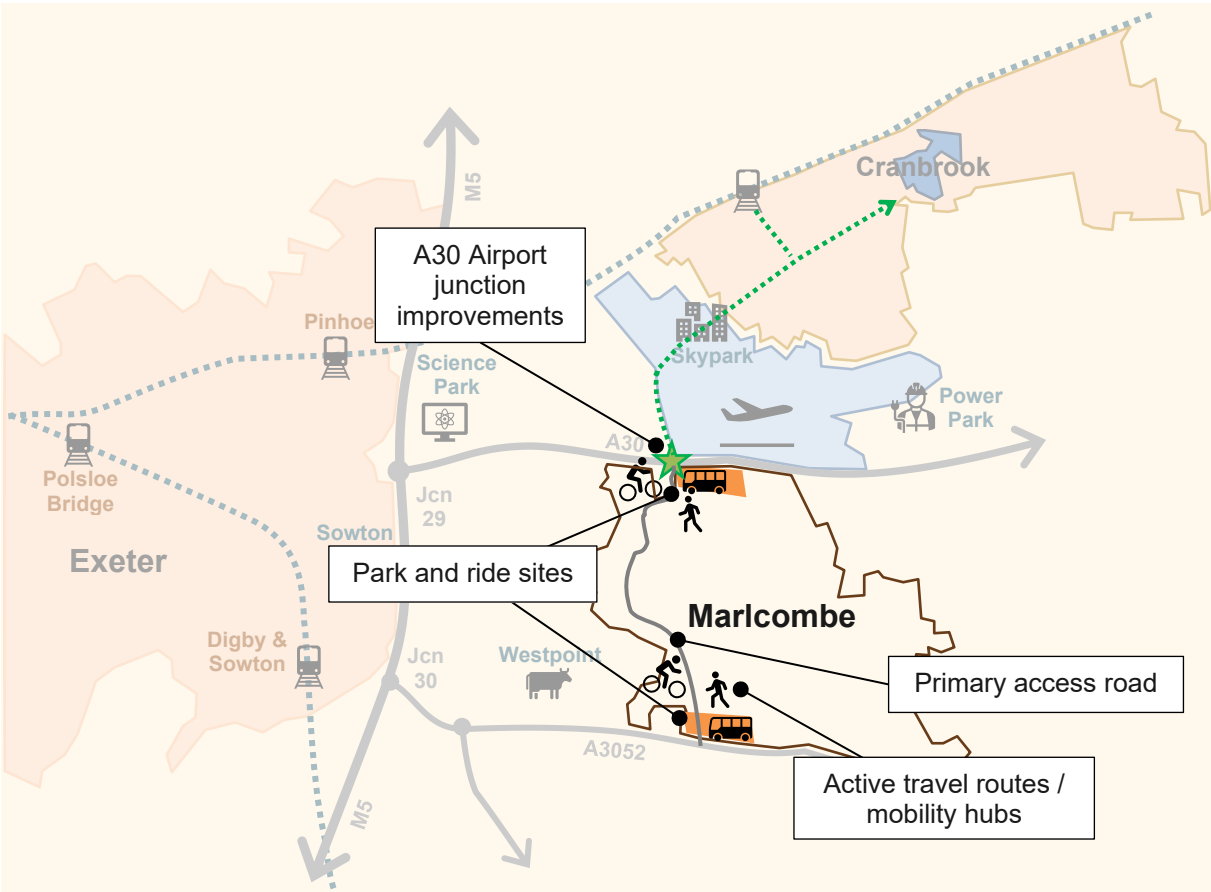 M5
Cranbrook
A30 Airport
junction
improvements
Pinhoe
Science
Park
Skypark
Power
Park
A30
Polsloe
Bridge
Jcn
29
Sowton
Exeter
Park and ride sites
Marlcombe
Digby &
Sowton
Jcn
30
Westpoint
Primary access road
A3052
Active travel routes /
mobility hubs
M5